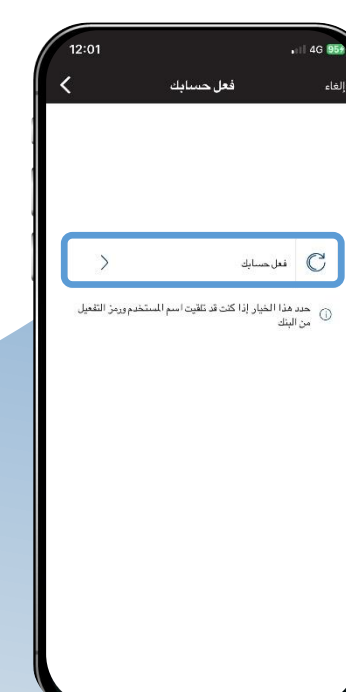 12:01
4G 95+
فعل حسابك
إلغاء
فعل حسابك
حدد هذا الخيار إذا كنت قد تلقيت اسم المستخدم ورمز التفعيل
من البنك